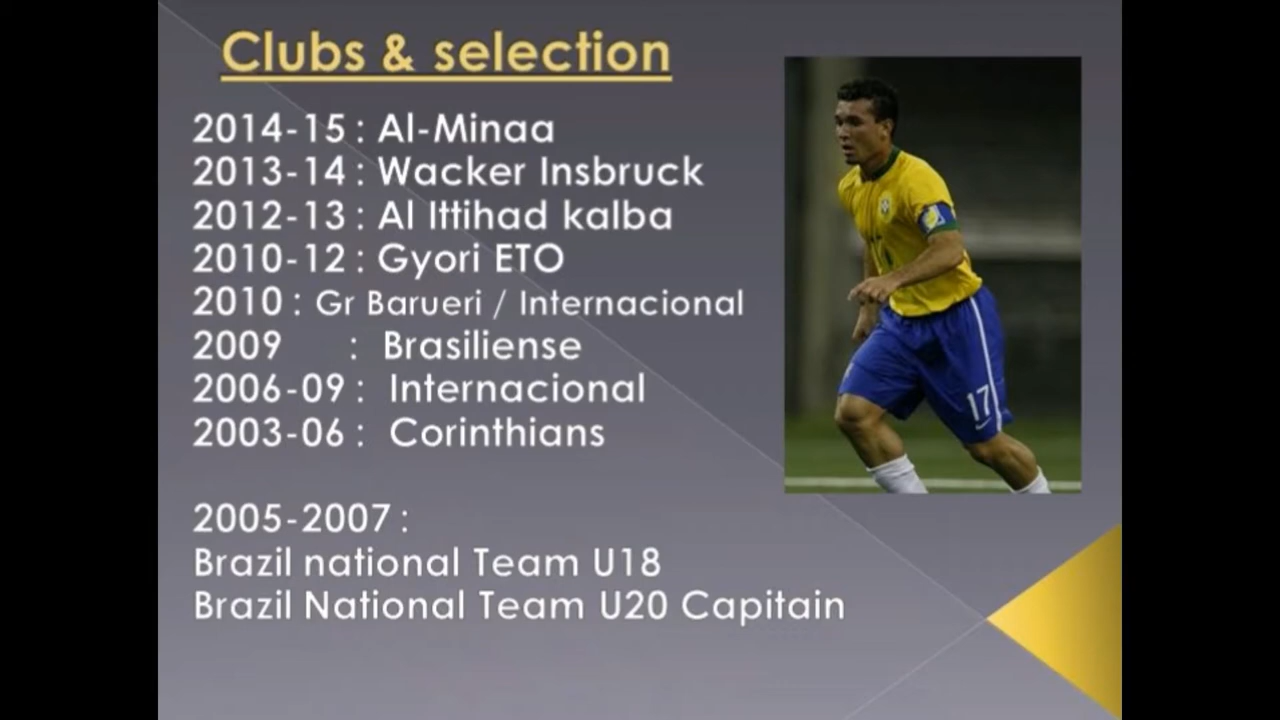 Clubs & selection
2014-15 : Al-Minaa
2013-14 : Wacker Insbruck
2012-13 : Al Ittihad kalba
2010-12 : Gyori ETO
2010 : Gr Barueri / Internacional
2009 : Brasiliense
2006-09 : Internacional
2003-06 : Corinthians
2005-2007 :
Brazil national Team U18
Brazil National Team U20 Capitain
17